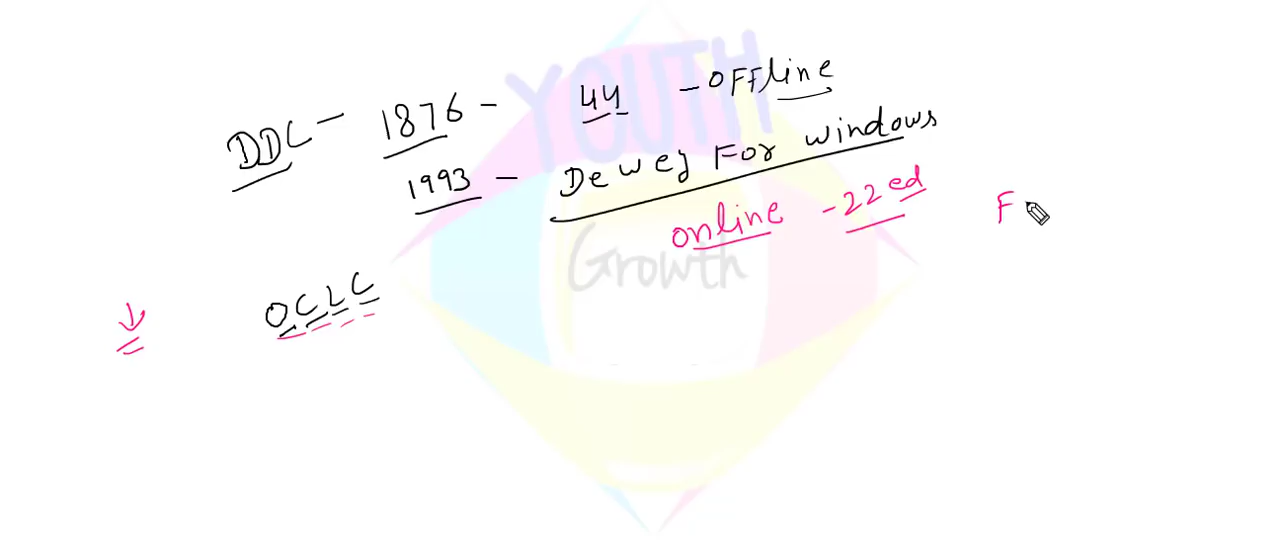 DDC - 1876 - 44 - OFFline
1993 - Dewey For windows
online - 22 ed F
OCLC
YOUTH
Growth